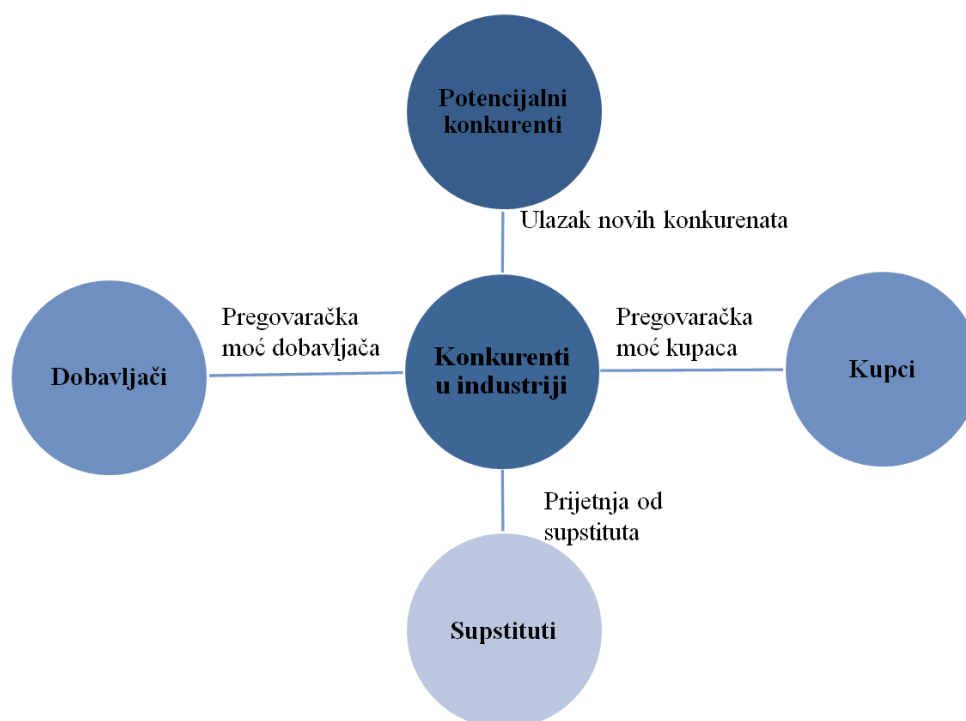 Potencijalni
konkurenti
Ulazak novih konkurenata
Dobavljači
Pregovaračka
moć dobavljača
Konkurenti
u industriji
Pregovaračka
moć kupaca
Kupci
Prijetnja od
supstituta
Supstituti